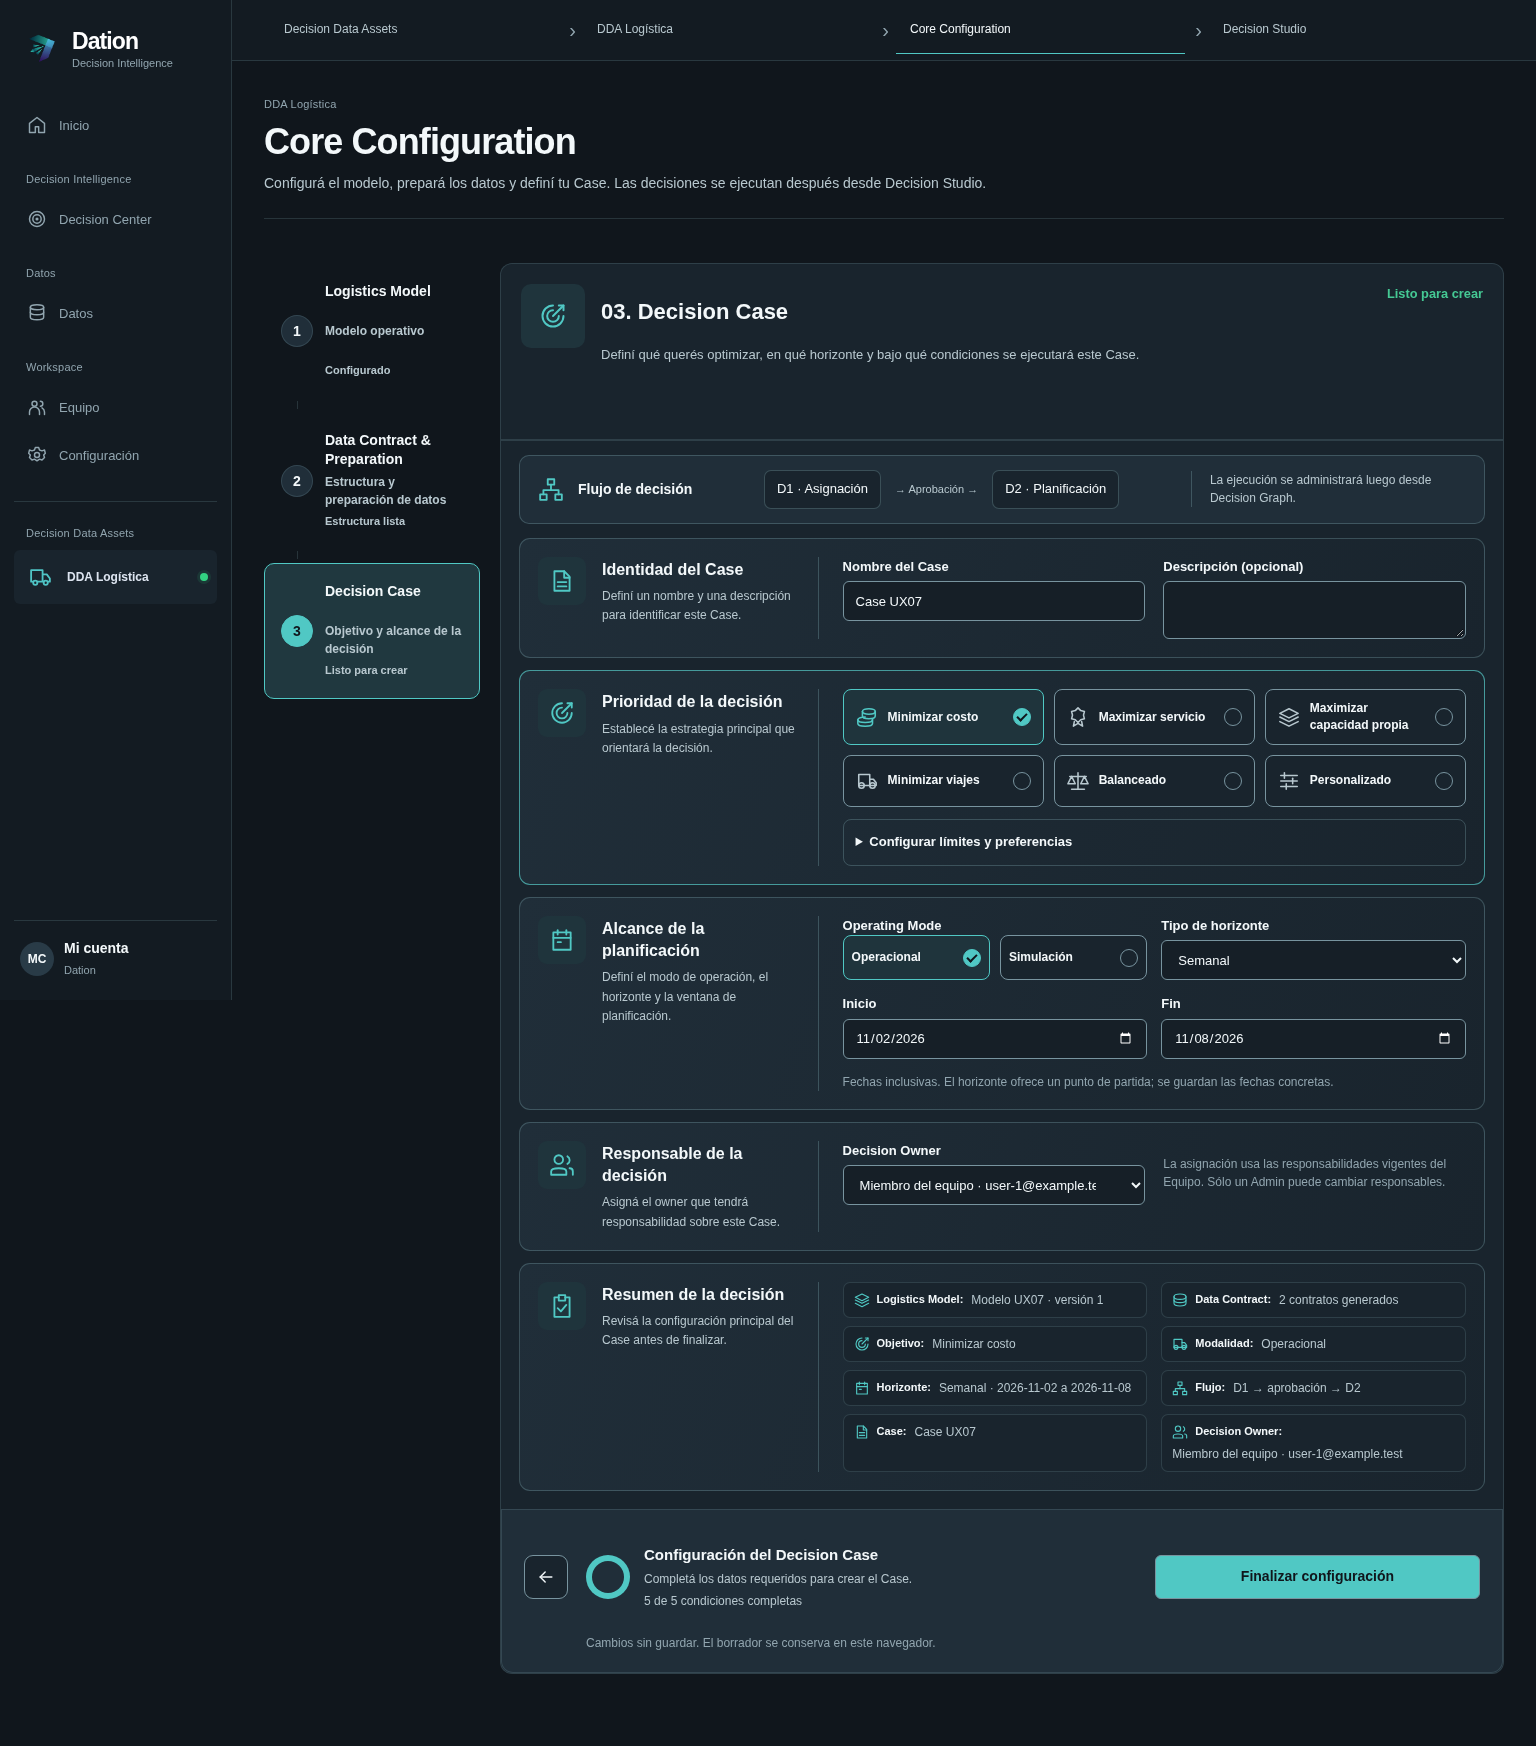 Dation
Decision Intelligence
Inicio
Decision Intelligence
Decision Center
Datos
Datos
Workspace
Equipo
Configuración
Decision Data Assets
DDA Logística
MC
Mi cuenta
Dation
Decision Data Assets
›
DDA Logística
›
Core Configuration
›
Decision Studio
DDA Logística
Core Configuration
Configurá el modelo, prepará los datos y definí tu Case. Las decisiones se ejecutan después desde Decision Studio.
Logistics Model
1
Modelo operativo
Configurado
Data Contract &
Preparation
2
Estructura y
preparación de datos
Estructura lista
Decision Case
3
Objetivo y alcance de la
decisión
Listo para crear
03. Decision Case
Listo para crear
Definí qué querés optimizar, en qué horizonte y bajo qué condiciones se ejecutará este Case.
Flujo de decisión
D1 · Asignación
→ Aprobación →
D2 · Planificación
La ejecución se administrará luego desde
Decision Graph.
Identidad del Case
Definí un nombre y una descripción
para identificar este Case.
Nombre del Case
Case UX07
Descripción (opcional)
Prioridad de la decisión
Establecé la estrategia principal que
orientará la decisión.
Minimizar costo
Maximizar servicio
Maximizar
capacidad propia
Minimizar viajes
Balanceado
Personalizado
Configurar límites y preferencias
Alcance de la
planificación
Definí el modo de operación, el
horizonte y la ventana de
planificación.
Operating Mode
Operacional
Simulación
Tipo de horizonte
Semanal
Inicio
11/02/2026
Fin
11/08/2026
Fechas inclusivas. El horizonte ofrece un punto de partida; se guardan las fechas concretas.
Responsable de la
decisión
Asigná el owner que tendrá
responsabilidad sobre este Case.
Decision Owner
Miembro del equipo · user-1@example.te
La asignación usa las responsabilidades vigentes del
Equipo. Sólo un Admin puede cambiar responsables.
Resumen de la decisión
Revisá la configuración principal del
Case antes de finalizar.
Logistics Model: Modelo UX07 · versión 1
Data Contract: 2 contratos generados
Objetivo: Minimizar costo
Modalidad: Operacional
Horizonte: Semanal · 2026-11-02 a 2026-11-08
Flujo: D1 → aprobación → D2
Case: Case UX07
Decision Owner:
Miembro del equipo · user-1@example.test
Configuración del Decision Case
Completá los datos requeridos para crear el Case.
5 de 5 condiciones completas
Finalizar configuración
Cambios sin guardar. El borrador se conserva en este navegador.